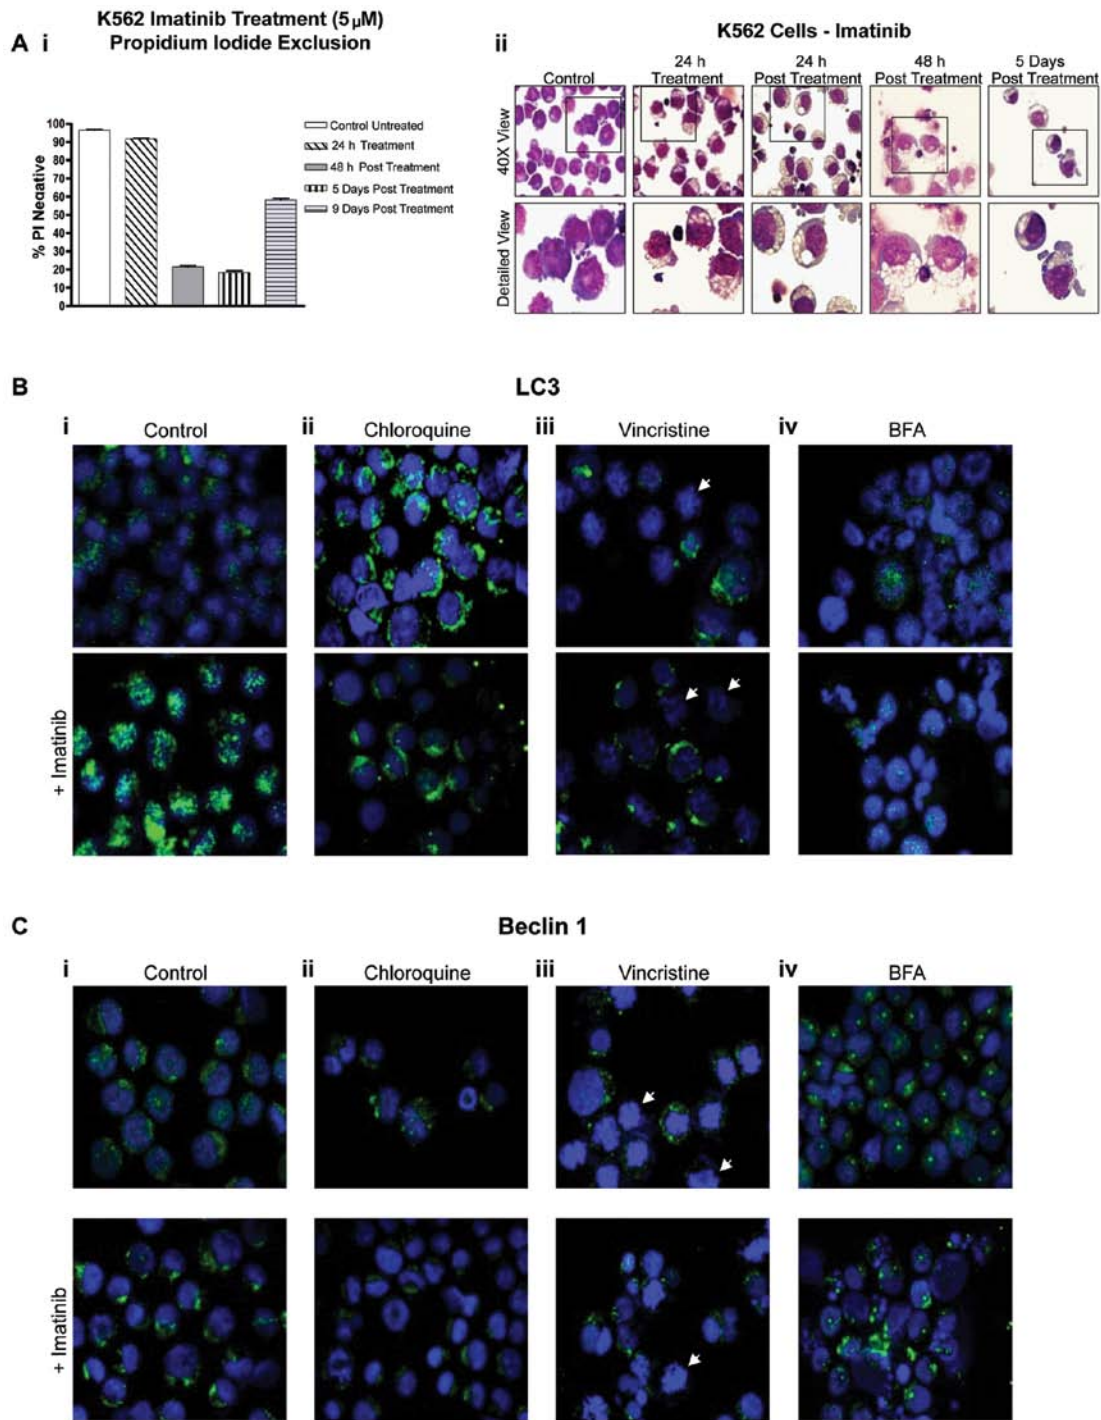 K562 Imatinib Treatment (5 µM)
A i Propidium Iodide Exclusion
% PI Negative
100
90
80
70
60
50
40
30
20
10
0
Control Untreated
24 h Treatment
48 h Post Treatment
5 Days Post Treatment
9 Days Post Treatment
ii
K562 Cells - Imatinib
Control
24 h
Treatment
24 h
Post Treatment
48 h
Post Treatment
5 Days
Post Treatment
40X View
Detailed View
B LC3
i Control
ii Chloroquine
iii Vincristine
iv BFA
+ Imatinib
C Beclin 1
i Control
ii Chloroquine
iii Vincristine
iv BFA
+ Imatinib